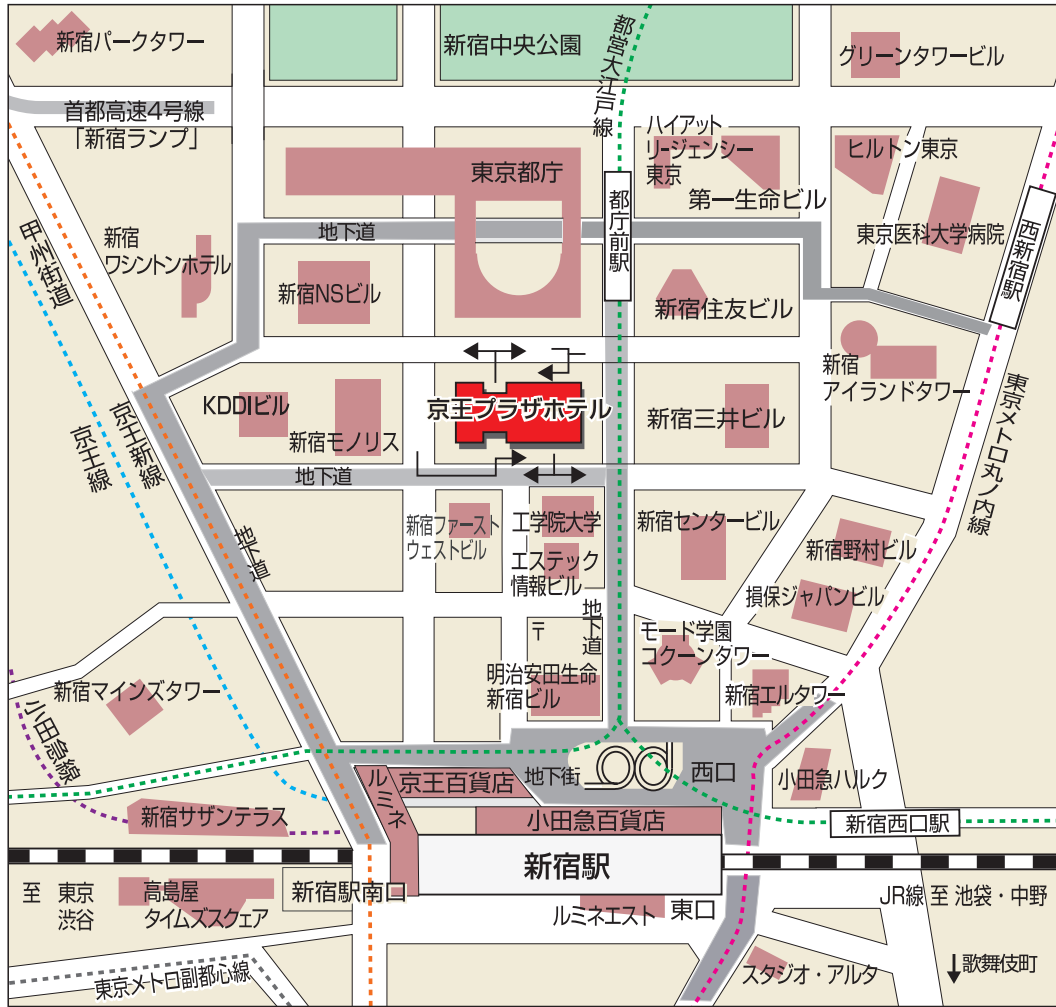 新宿パークタワー
新宿中央公園
都営大江戸線
グリーンタワービル
首都高速4号線
「新宿ランプ」
ハイアット
リージェンシー
東京
ヒルトン東京
東京都庁
都庁前駅
第一生命ビル
東京医科大学病院
西新宿駅
甲州街道
新宿
ワシントンホテル
地下道
新宿NSビル
新宿住友ビル
新宿
アイランドタワー
東京メトロ丸ノ内線
京王新線
京王線
KDDIビル
新宿モノリス
京王プラザホテル
新宿三井ビル
地下道
地下道
新宿ファースト
ウェストビル
工学院大学
エステック
情報ビル
新宿センタービル
新宿野村ビル
損保ジャパンビル
地下道
〒
明治安田生命
新宿ビル
モード学園
コクーンタワー
新宿エルタワー
新宿マインズタワー
小田急線
ルミネ
京王百貨店
地下街
西口
小田急ハルク
新宿サザンテラス
小田急百貨店
新宿西口駅
新宿駅
至 東京
渋谷
高島屋
タイムズスクェア
新宿駅南口
ルミネエスト
東口
JR線 至 池袋・中野
東京メトロ副都心線
スタジオ・アルタ
歌舞伎町